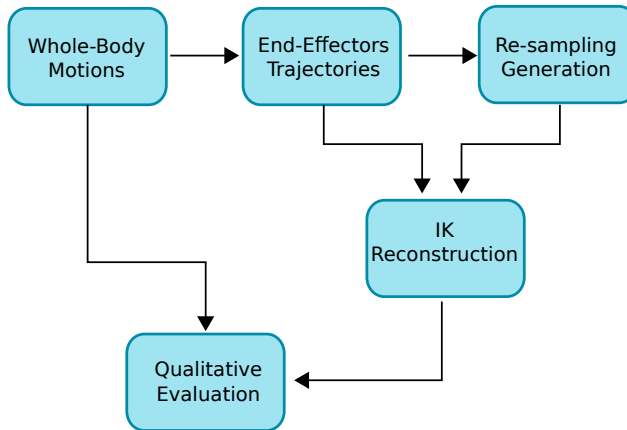 Whole-Body
Motions
End-Effectors
Trajectories
Re-sampling
Generation
IK
Reconstruction
Qualitative
Evaluation